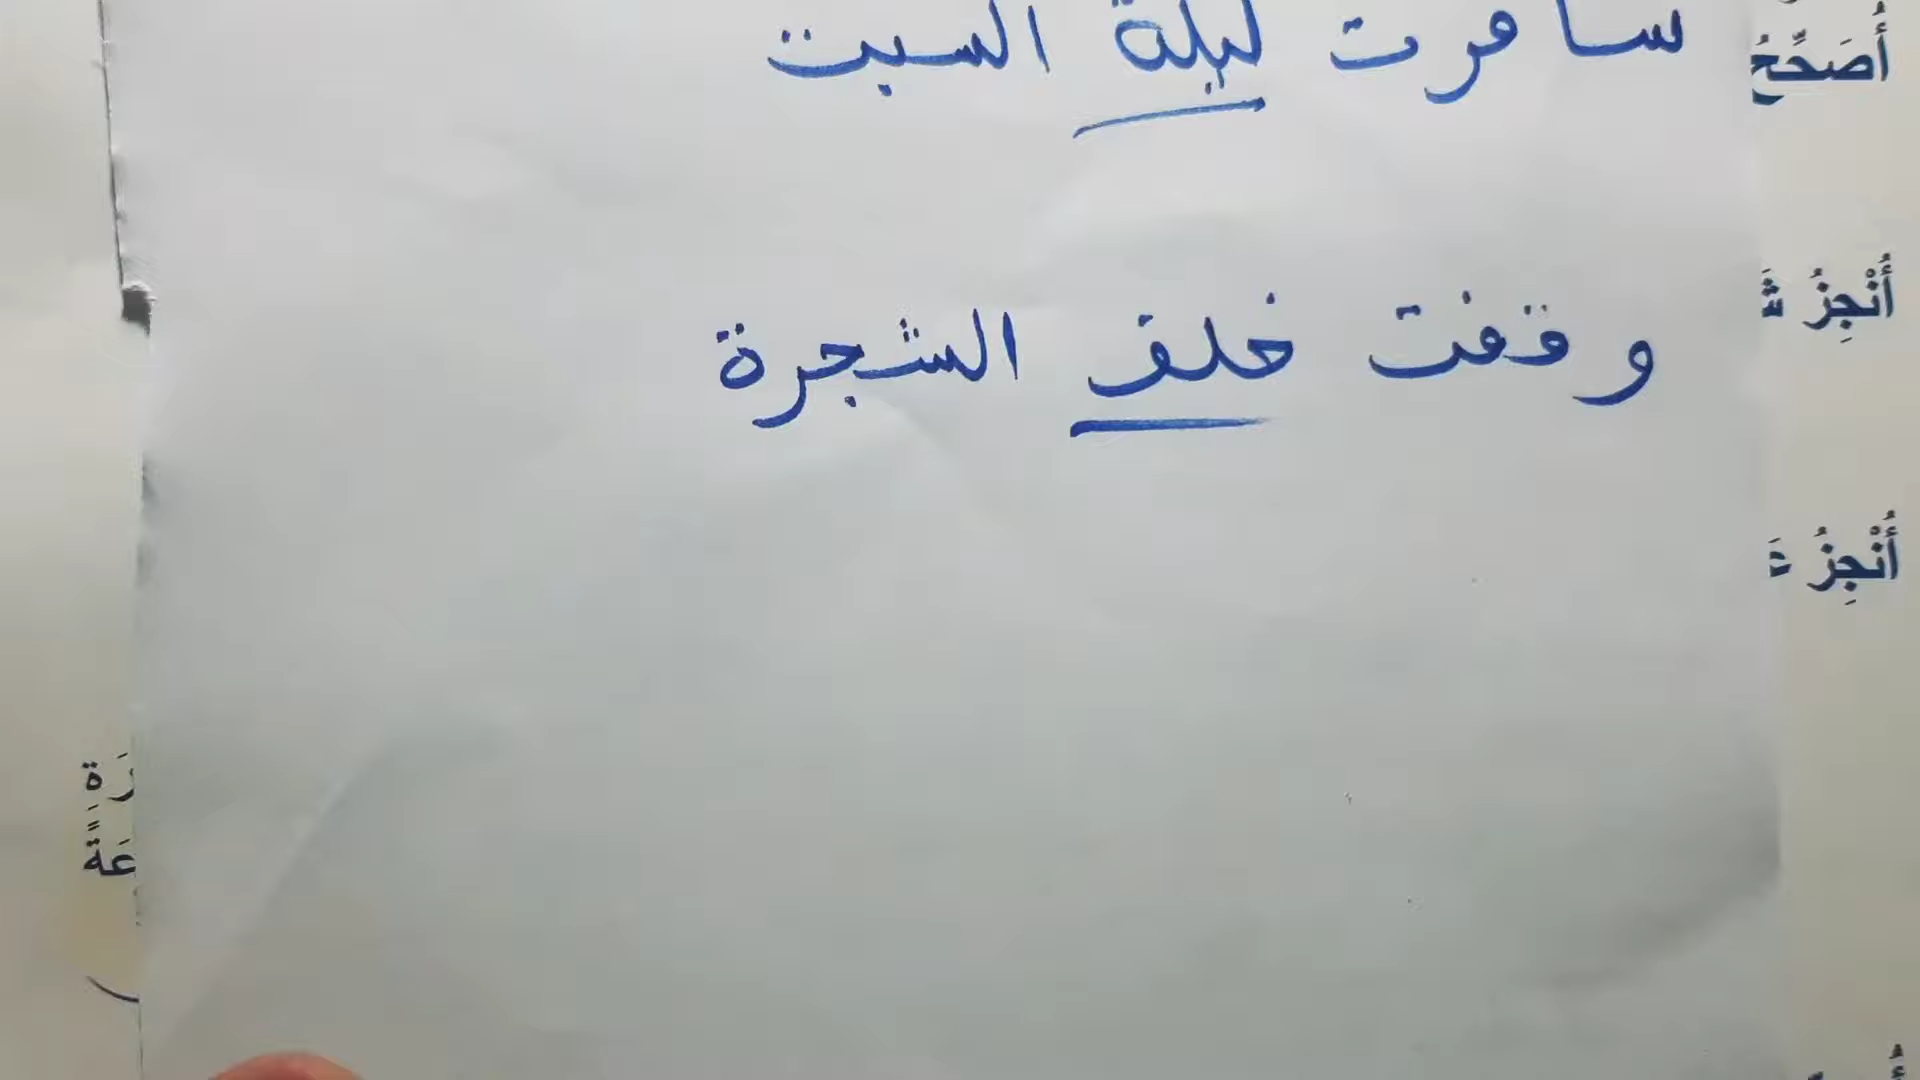 سافرت ليلة السبت
أُصَحِّحُ
وقفت خلف الشجرة
أُنْجِزُ
أُنْجِزُ